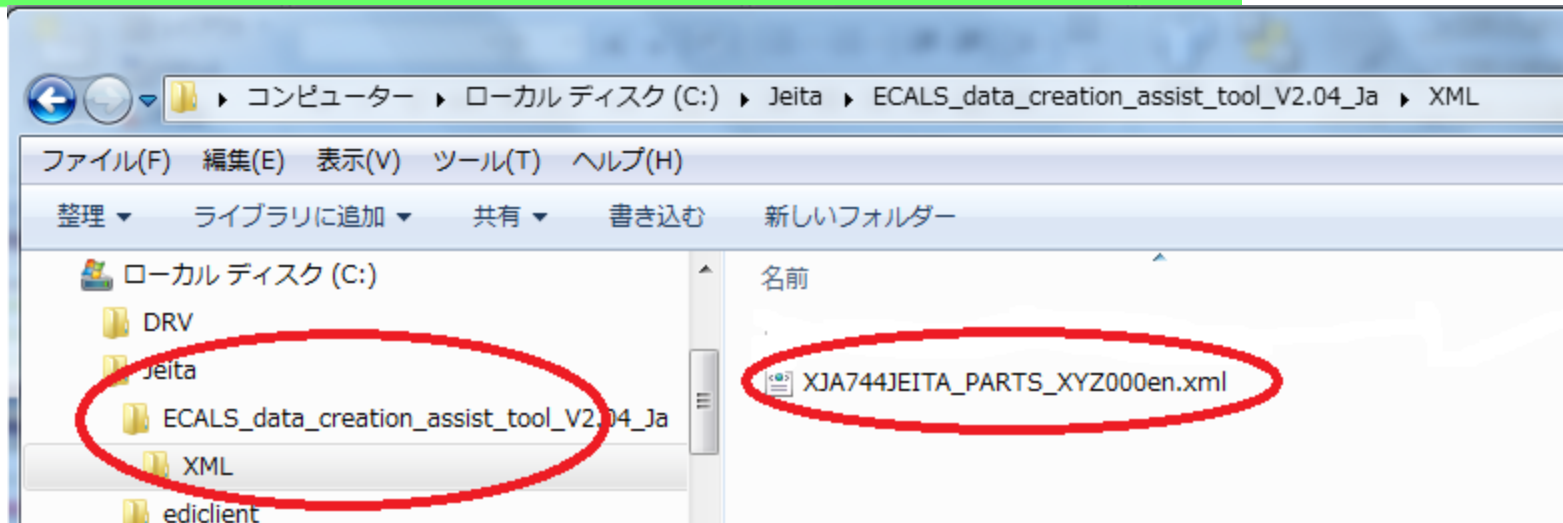 コンピューター ▸ ローカル ディスク (C:) ▸ Jeita ▸ ECALS_data_creation_assist_tool_V2.04_Ja ▸ XML
ファイル(F) 編集(E) 表示(V) ツール(T) ヘルプ(H)
整理 ▼ ライブラリに追加 ▼ 共有 ▼ 書き込む 新しいフォルダー
ローカル ディスク (C:)
DRV
Jeita
ECALS_data_creation_assist_tool_V2.04_Ja
XML
ediclient
名前
XJA744JEITA_PARTS_XYZ000en.xml